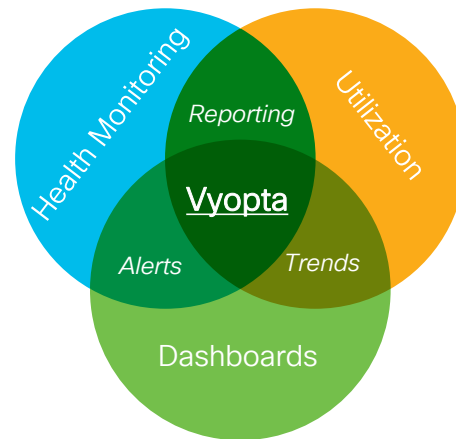 Health Monitoring
Utilization
Reporting
Vyopta
Alerts
Trends
Dashboards